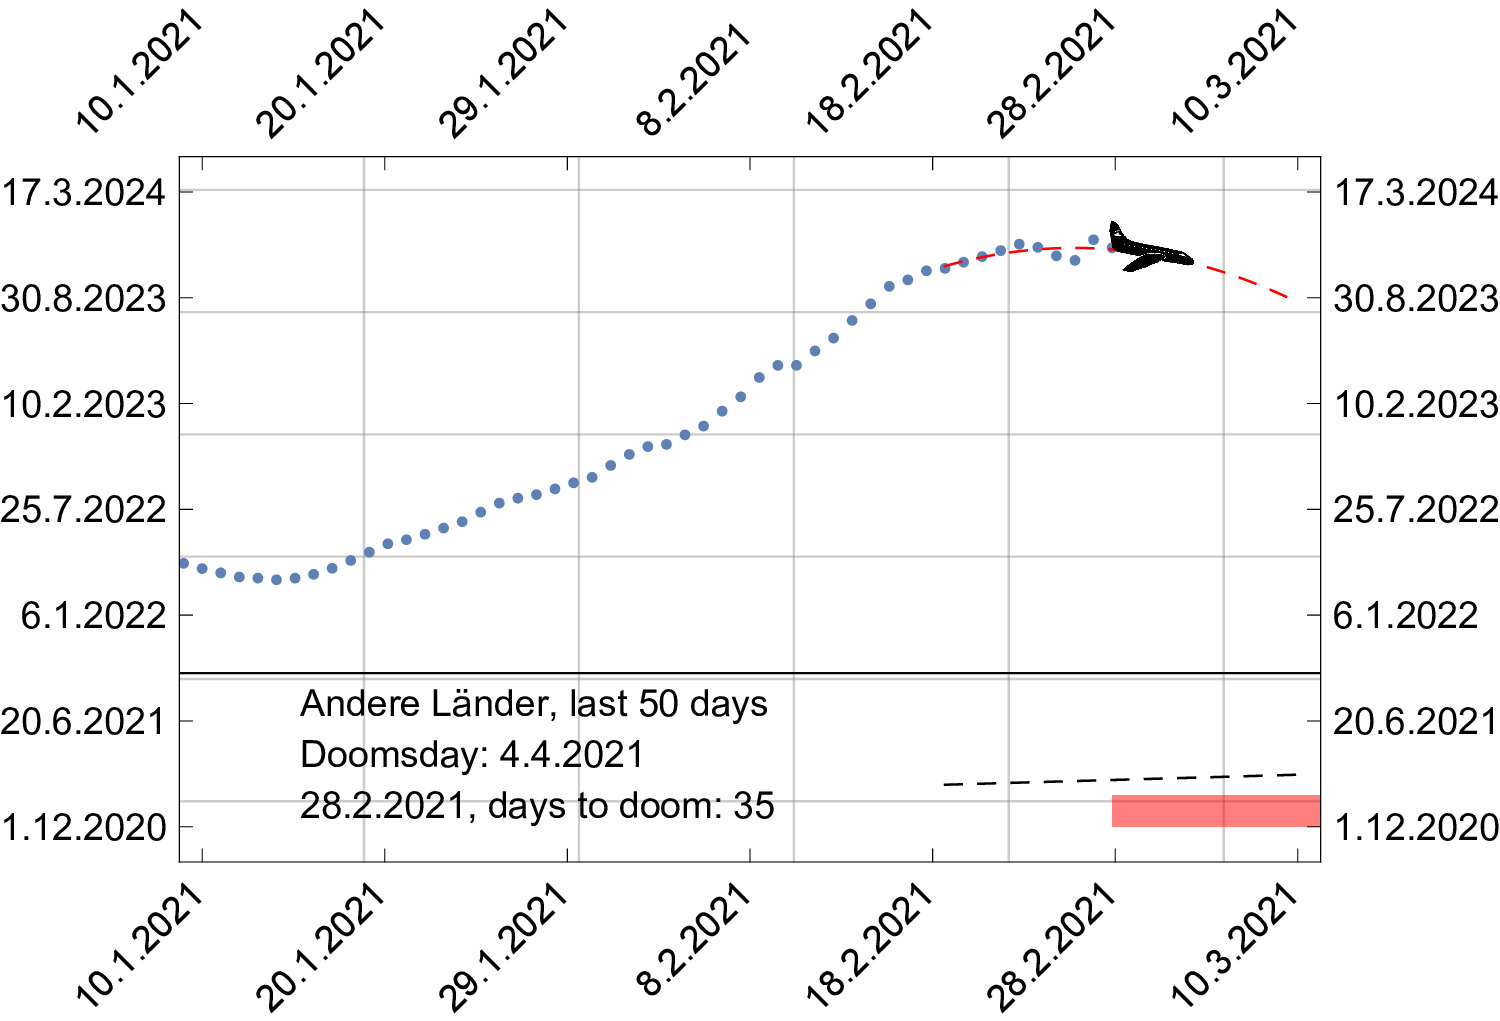 10.1.2021 20.1.2021 29.1.2021 8.2.2021 18.2.2021 28.2.2021 10.3.2021
17.3.2024 17.3.2024
30.8.2023 30.8.2023
10.2.2023 10.2.2023
25.7.2022 25.7.2022
6.1.2022 6.1.2022
Andere Länder, last 50 days
20.6.2021 20.6.2021
Doomsday: 4.4.2021
28.2.2021, days to doom: 35
1.12.2020 1.12.2020
10.1.2021 20.1.2021 29.1.2021 8.2.2021 18.2.2021 28.2.2021 10.3.2021